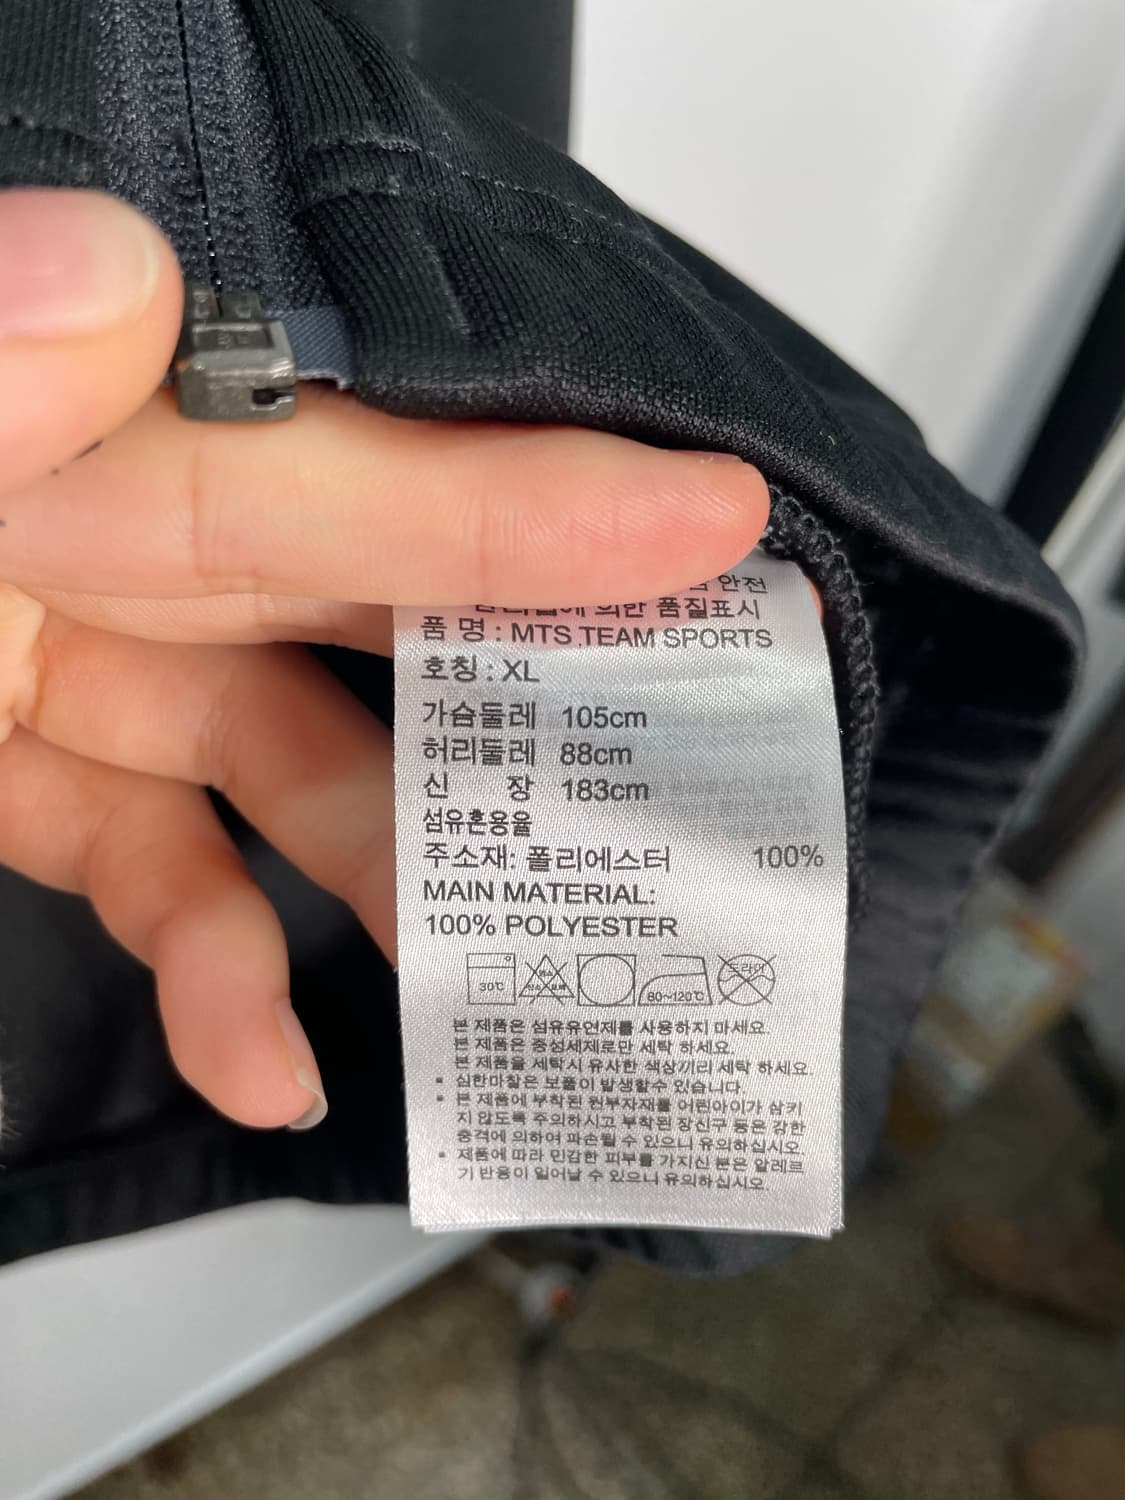 안전
의한 품질표시
품 명 : MTS.TEAM SPORTS
호칭 : XL
가슴둘레 105cm
허리둘레 88cm
신 장 183cm
섬유혼용율
주소재: 폴리에스터 100%
MAIN MATERIAL:
100% POLYESTER
30℃ 80~120℃ 드라이
본 제품은 섬유유연제를 사용하지 마세요.
본 제품은 중성세제로만 세탁 하세요.
본 제품을 세탁시 유사한 색상끼리 세탁 하세요.
▪ 심한마찰은 보풀이 발생할수 있습니다.
▪ 본 제품에 부착된 원부자재를 어린아이가 삼키
지 않도록 주의하시고 부착된 장신구 등은 강한
충격에 의하여 파손될 수 있으니 유의하십시오.
▪ 제품에 따라 민감한 피부를 가지신 분은 알레르
기 반응이 일어날 수 있으니 유의하십시오.